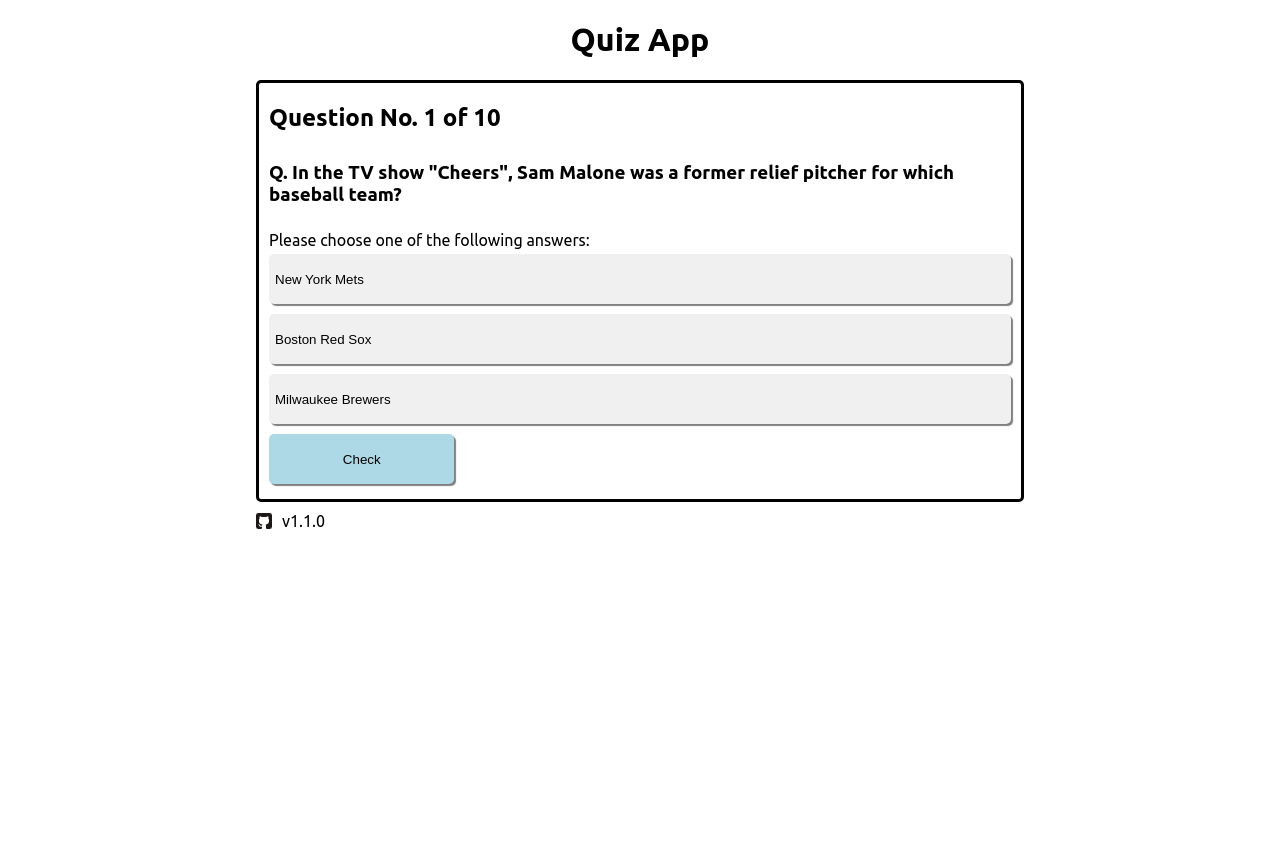 Quiz App
Question No. 1 of 10
Q. In the TV show "Cheers", Sam Malone was a former relief pitcher for which
baseball team?
Please choose one of the following answers:
New York Mets
Boston Red Sox
Milwaukee Brewers
Check
v1.1.0